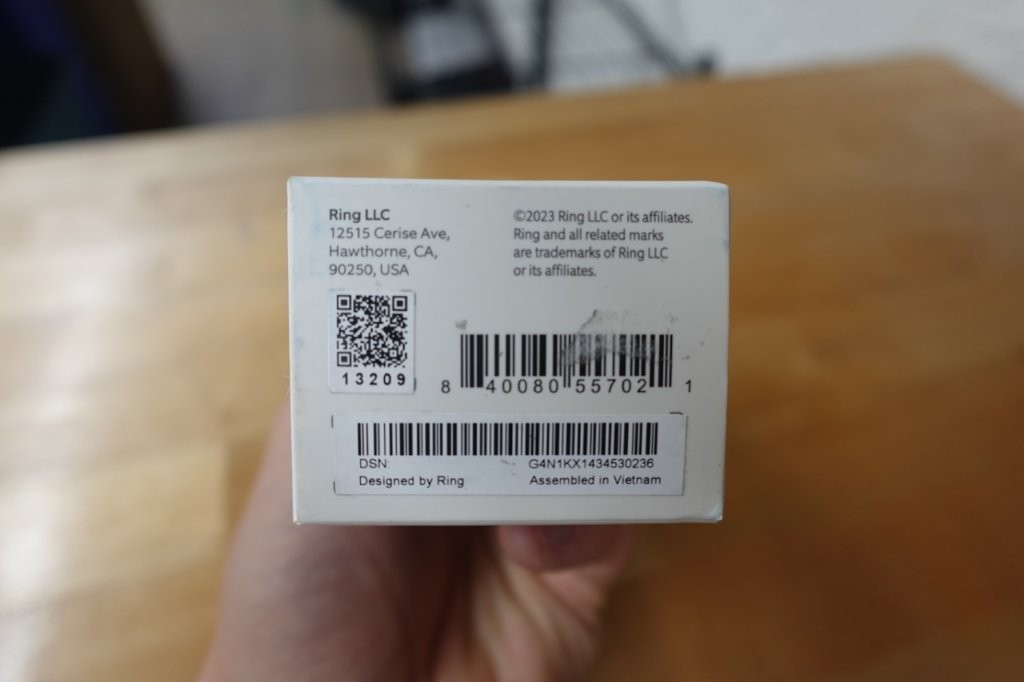 Ring LLC
12515 Cerise Ave,
Hawthorne, CA,
90250, USA
©2023 Ring LLC or its affiliates.
Ring and all related marks
are trademarks of Ring LLC
or its affiliates.
13209
8 40080 55702 1
DSN: G4N1KX1434530236
Designed by Ring Assembled in Vietnam